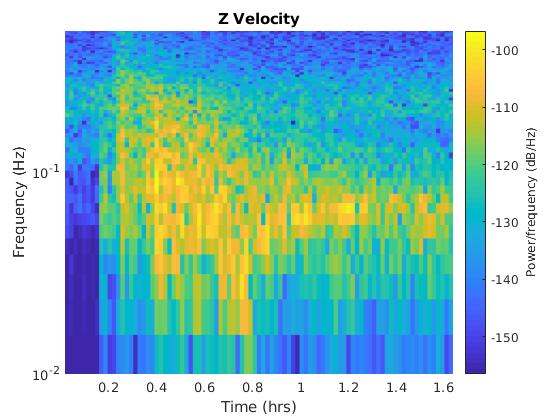 Z Velocity
Frequency (Hz)
10^-1
10^-2
0.2 0.4 0.6 0.8 1 1.2 1.4 1.6
Time (hrs)
-100
-110
-120
-130
-140
-150
Power/frequency (dB/Hz)